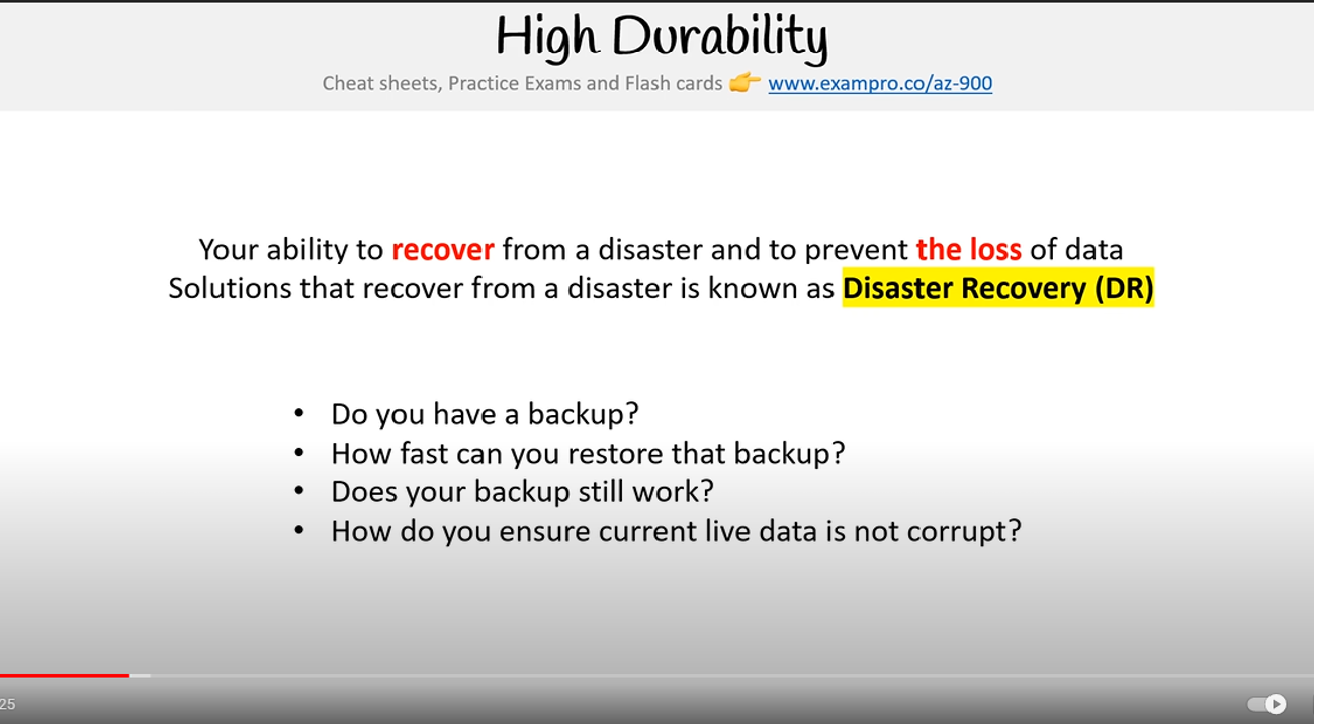 High Durability
Cheat sheets, Practice Exams and Flash cards 👉 www.exampro.co/az-900
Your ability to recover from a disaster and to prevent the loss of data
Solutions that recover from a disaster is known as Disaster Recovery (DR)
• Do you have a backup?
• How fast can you restore that backup?
• Does your backup still work?
• How do you ensure current live data is not corrupt?
25